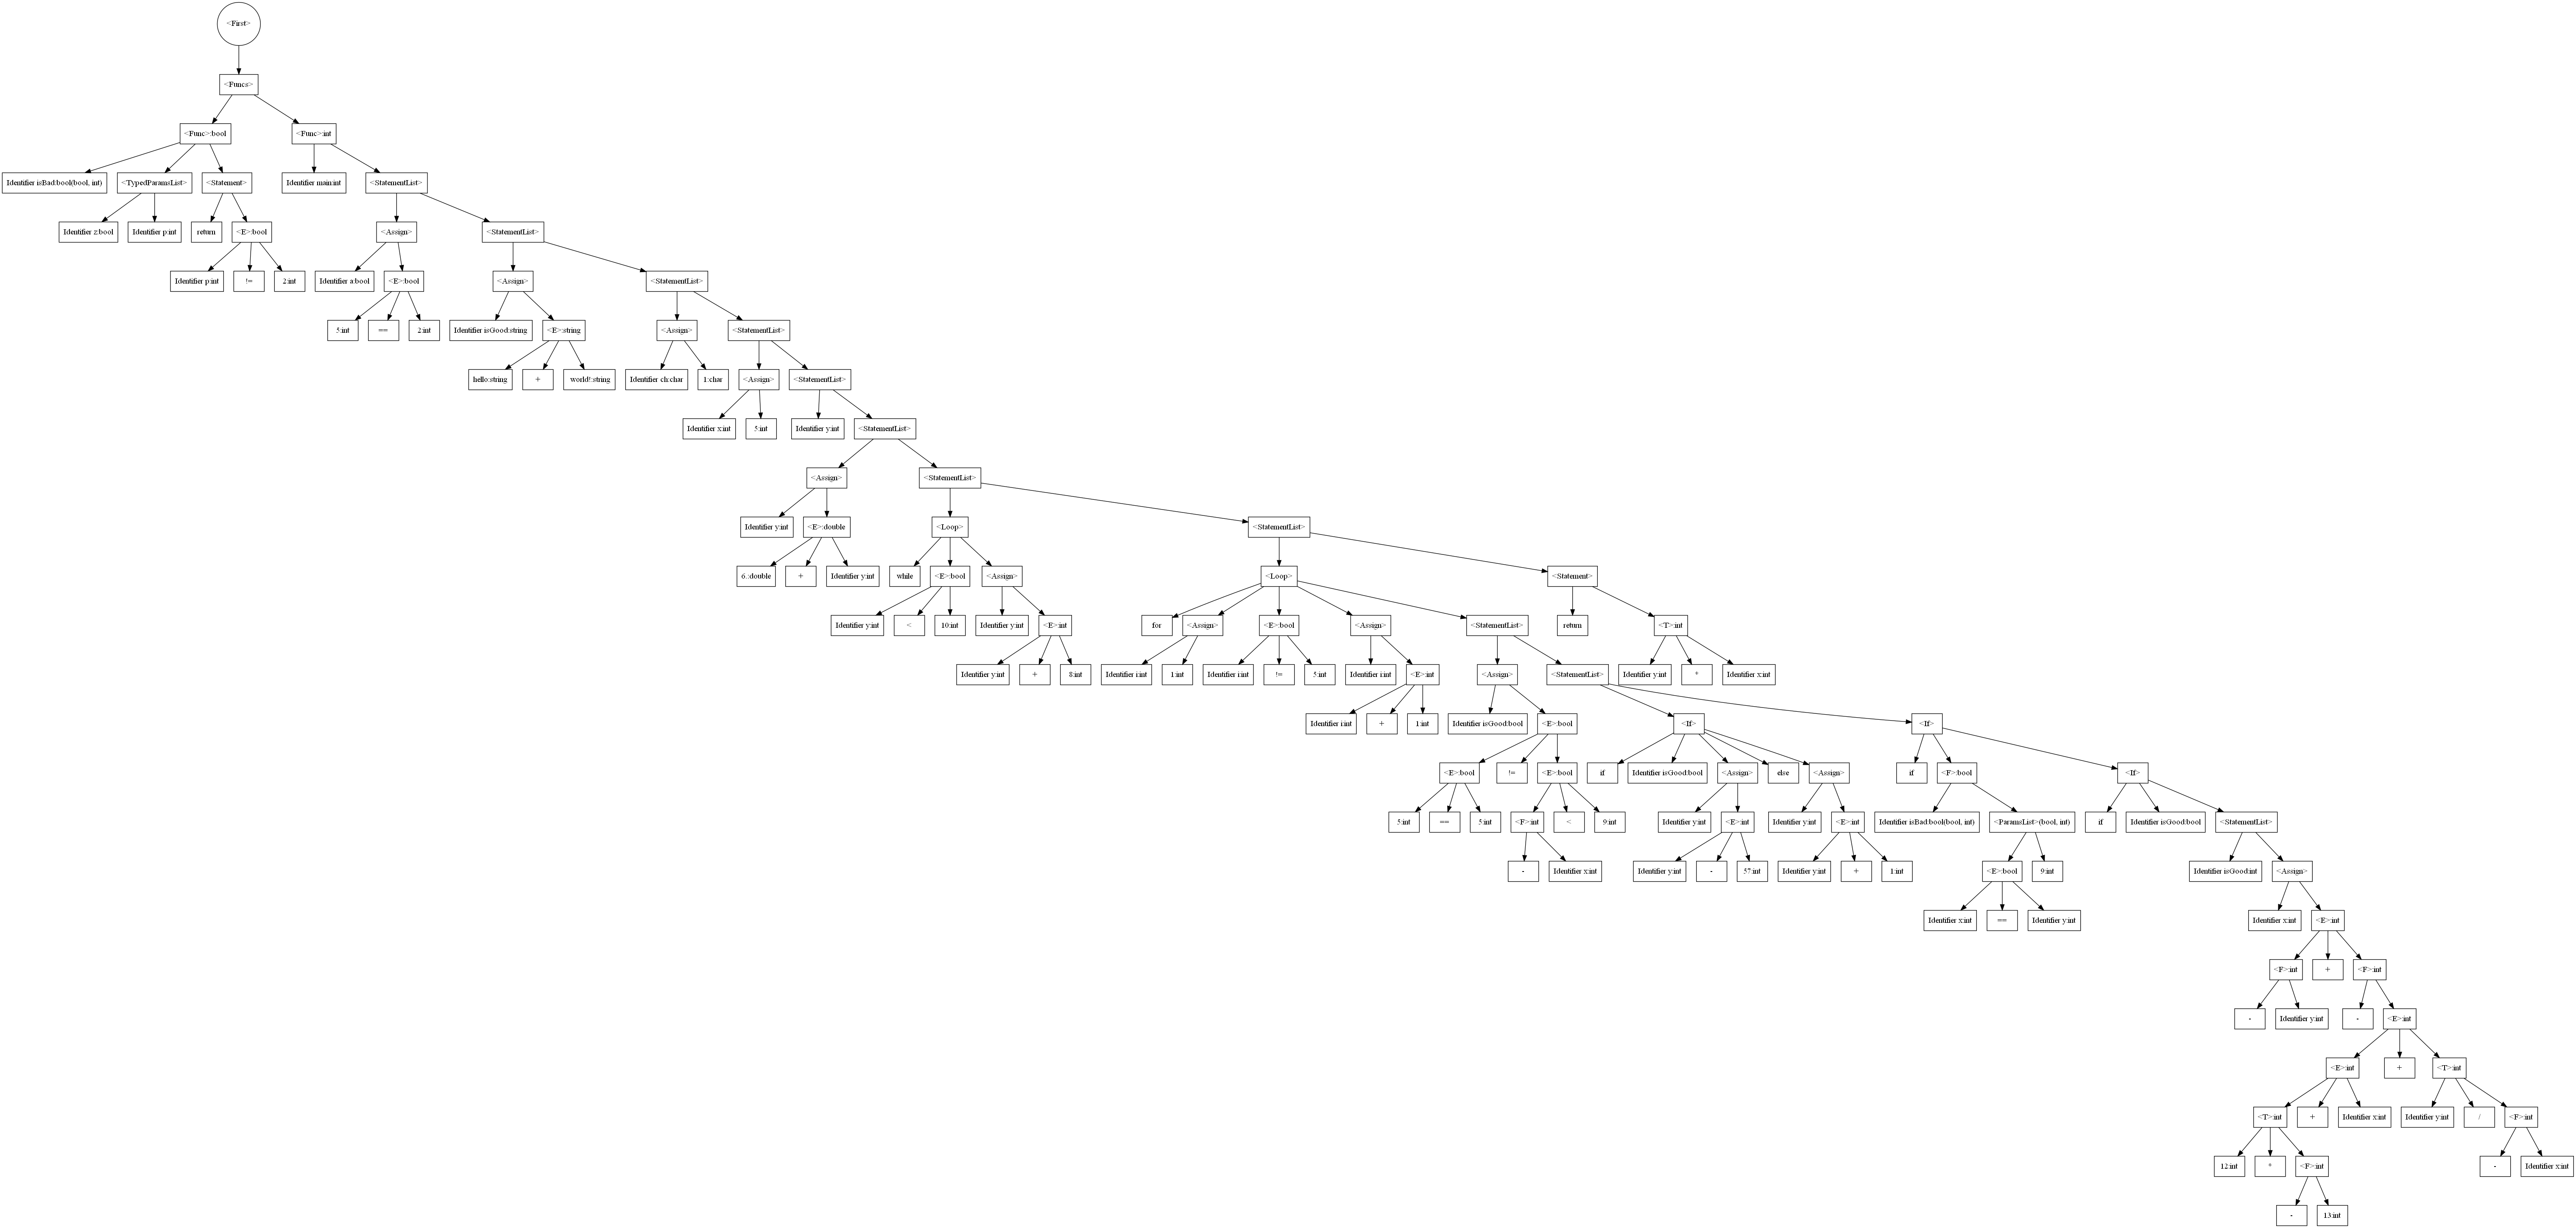 <First>
<Funcs>
<Func>:bool
<Func>:int
Identifier isBad:bool(bool, int)
<TypedParamsList>
<Statement>
Identifier main:int
<StatementList>
Identifier z:bool
Identifier p:int
return
<E>:bool
<Assign>
<StatementList>
Identifier p:int
!=
2:int
Identifier a:bool
<E>:bool
<Assign>
<StatementList>
5:int
==
2:int
Identifier isGood:string
<E>:string
<Assign>
<StatementList>
hello:string
+
world!:string
Identifier ch:char
1:char
<Assign>
<StatementList>
Identifier x:int
5:int
Identifier y:int
<StatementList>
<Assign>
<StatementList>
Identifier y:int
<E>:double
<Loop>
<StatementList>
6.:double
+
Identifier y:int
while
<E>:bool
<Assign>
<Loop>
<Statement>
Identifier y:int
<
10:int
Identifier y:int
<E>:int
for
<Assign>
<E>:bool
<Assign>
<StatementList>
return
<T>:int
Identifier y:int
+
8:int
Identifier i:int
1:int
Identifier i:int
!=
5:int
Identifier i:int
<E>:int
<Assign>
<StatementList>
Identifier y:int
*
Identifier x:int
Identifier i:int
+
1:int
Identifier isGood:bool
<E>:bool
<If>
<If>
<E>:bool
!=
<E>:bool
if
Identifier isGood:bool
<Assign>
else
<Assign>
if
<F>:bool
<If>
5:int
==
5:int
<F>:int
<
9:int
Identifier y:int
<E>:int
Identifier y:int
<E>:int
Identifier isBad:bool(bool, int)
<ParamsList>(bool, int)
if
Identifier isGood:bool
<StatementList>
-
Identifier x:int
Identifier y:int
-
57:int
Identifier y:int
+
1:int
<E>:bool
9:int
Identifier isGood:int
<Assign>
Identifier x:int
==
Identifier y:int
Identifier x:int
<E>:int
<F>:int
+
<F>:int
-
Identifier y:int
-
<E>:int
<E>:int
+
<T>:int
<T>:int
+
Identifier x:int
Identifier y:int
/
<F>:int
12:int
*
<F>:int
-
Identifier x:int
-
13:int